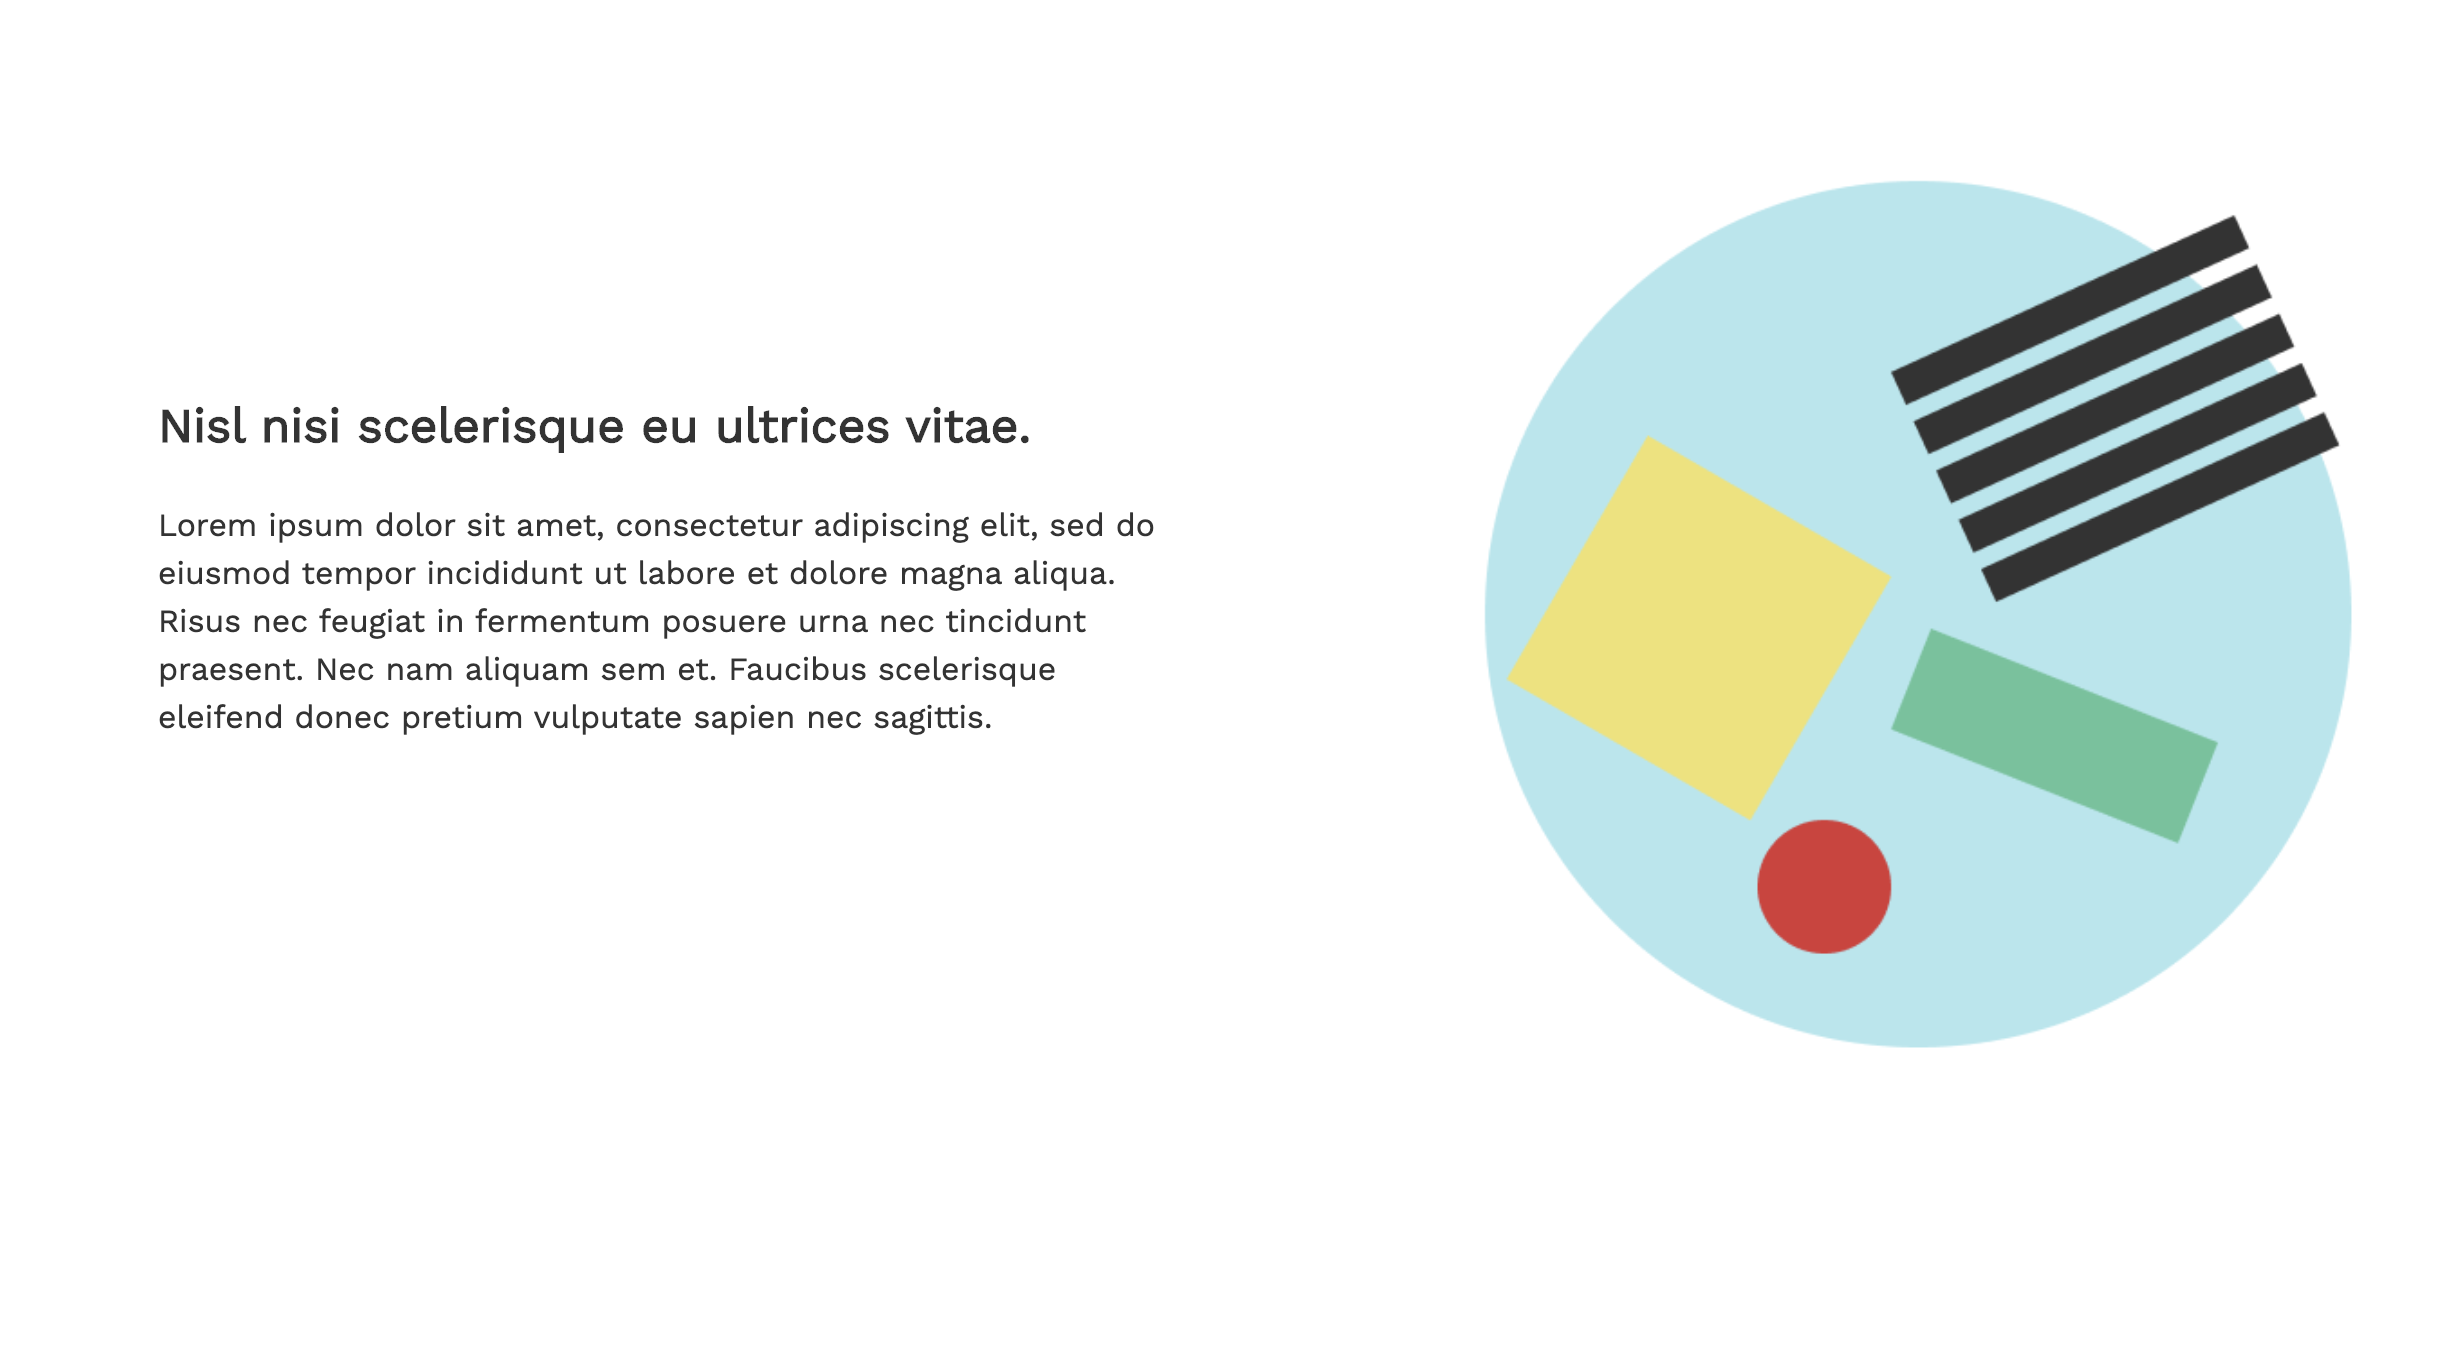 Nisl nisi scelerisque eu ultrices vitae.
Lorem ipsum dolor sit amet, consectetur adipiscing elit, sed do
eiusmod tempor incididunt ut labore et dolore magna aliqua.
Risus nec feugiat in fermentum posuere urna nec tincidunt
praesent. Nec nam aliquam sem et. Faucibus scelerisque
eleifend donec pretium vulputate sapien nec sagittis.